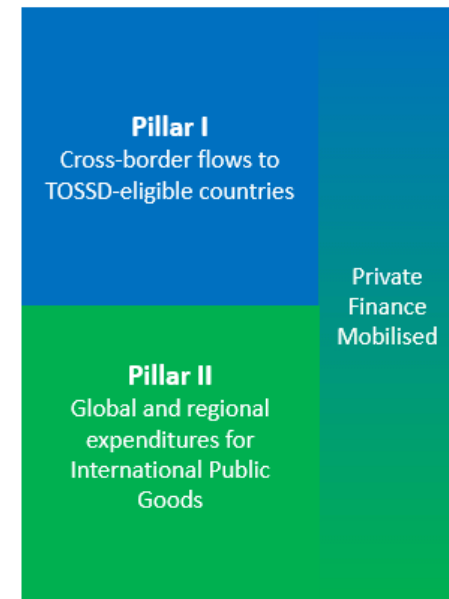 Pillar I
Cross-border flows to
TOSSD-eligible countries
Private
Finance
Mobilised
Pillar II
Global and regional
expenditures for
International Public
Goods